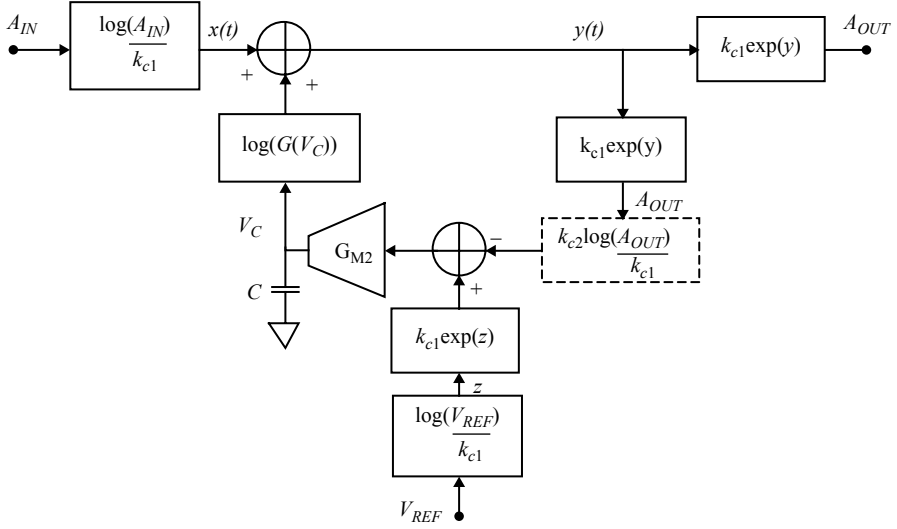 A_IN
log(A_IN)
k_c1
x(t)
+
+
y(t)
k_c1exp(y)
A_OUT
log(G(V_C))
k_c1exp(y)
A_OUT
V_C
G_M2
−
k_c2log(A_OUT)
k_c1
C
+
k_c1exp(z)
z
log(V_REF)
k_c1
V_REF